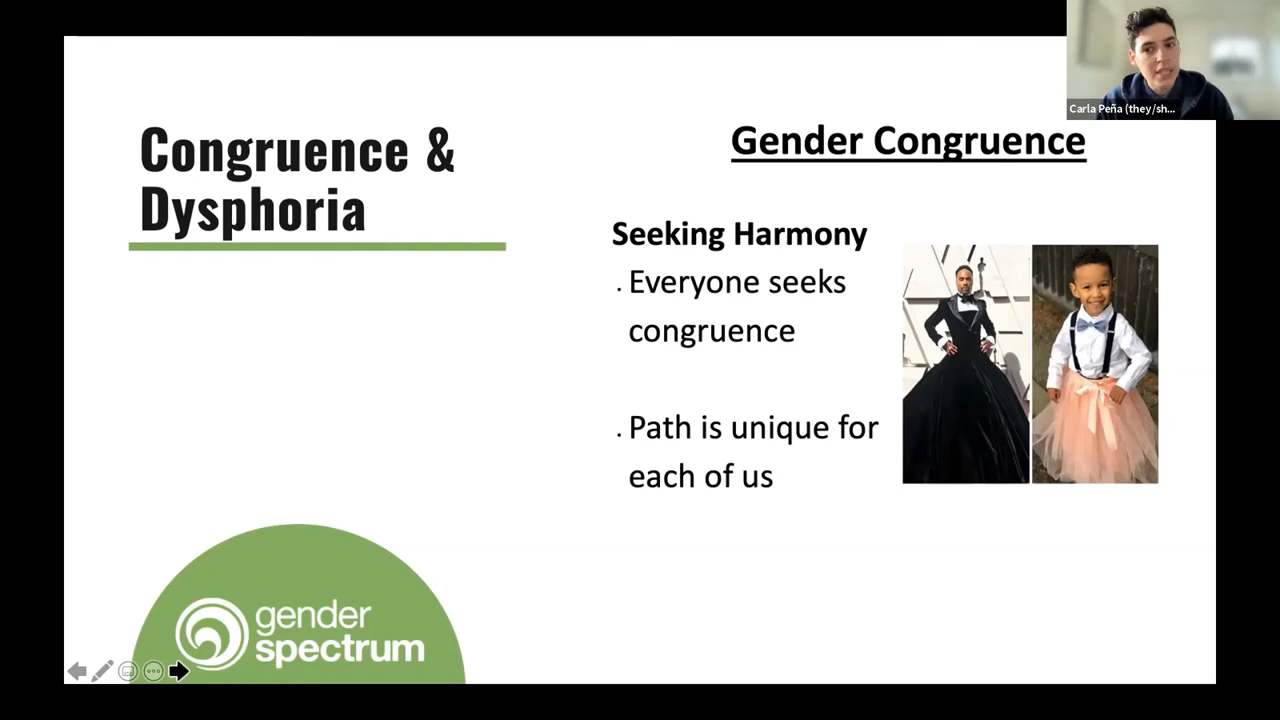 Carla Peña (they/sh...
Congruence &
Dysphoria
Gender Congruence
Seeking Harmony
. Everyone seeks
congruence
. Path is unique for
each of us
gender
spectrum